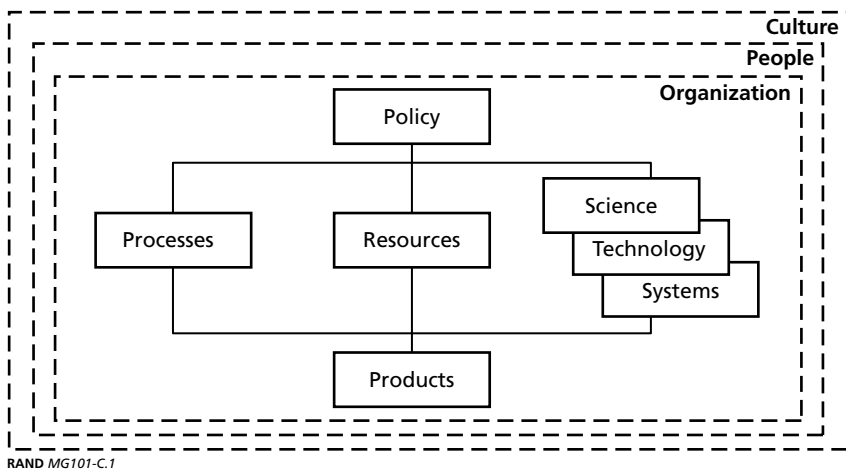 Culture
People
Organization
Policy
Processes
Resources
Science
Technology
Systems
Products
RAND MG101-C.1